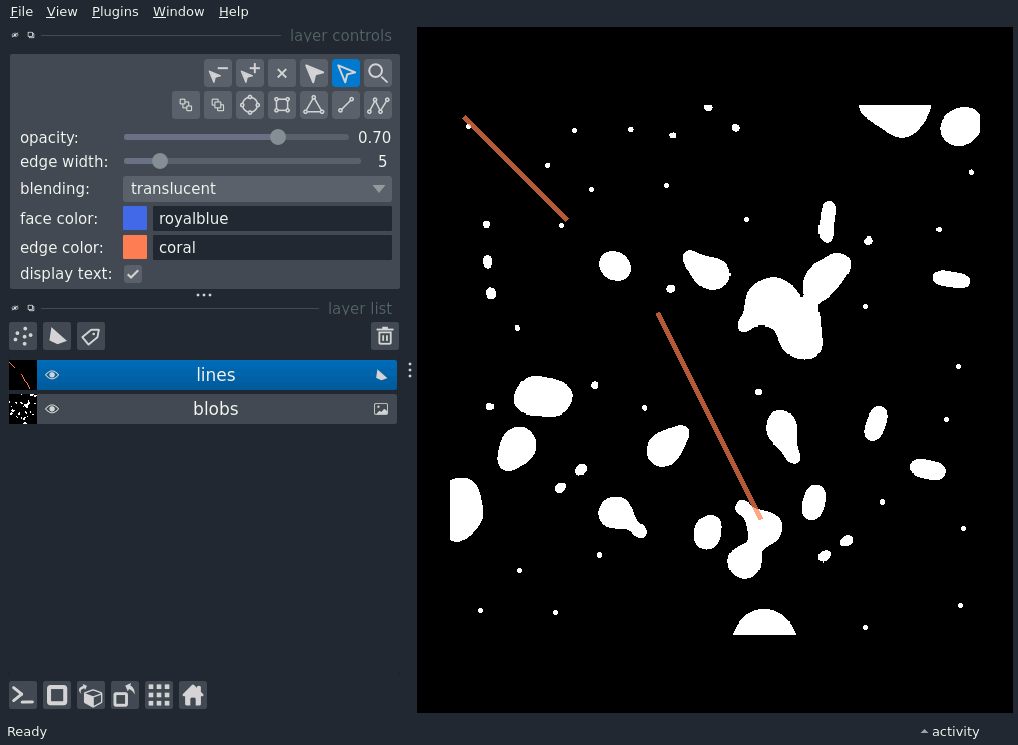 File View Plugins Window Help
layer controls
opacity: 0.70
edge width: 5
blending: translucent
face color: royalblue
edge color: coral
display text:
layer list
lines
blobs
Ready activity